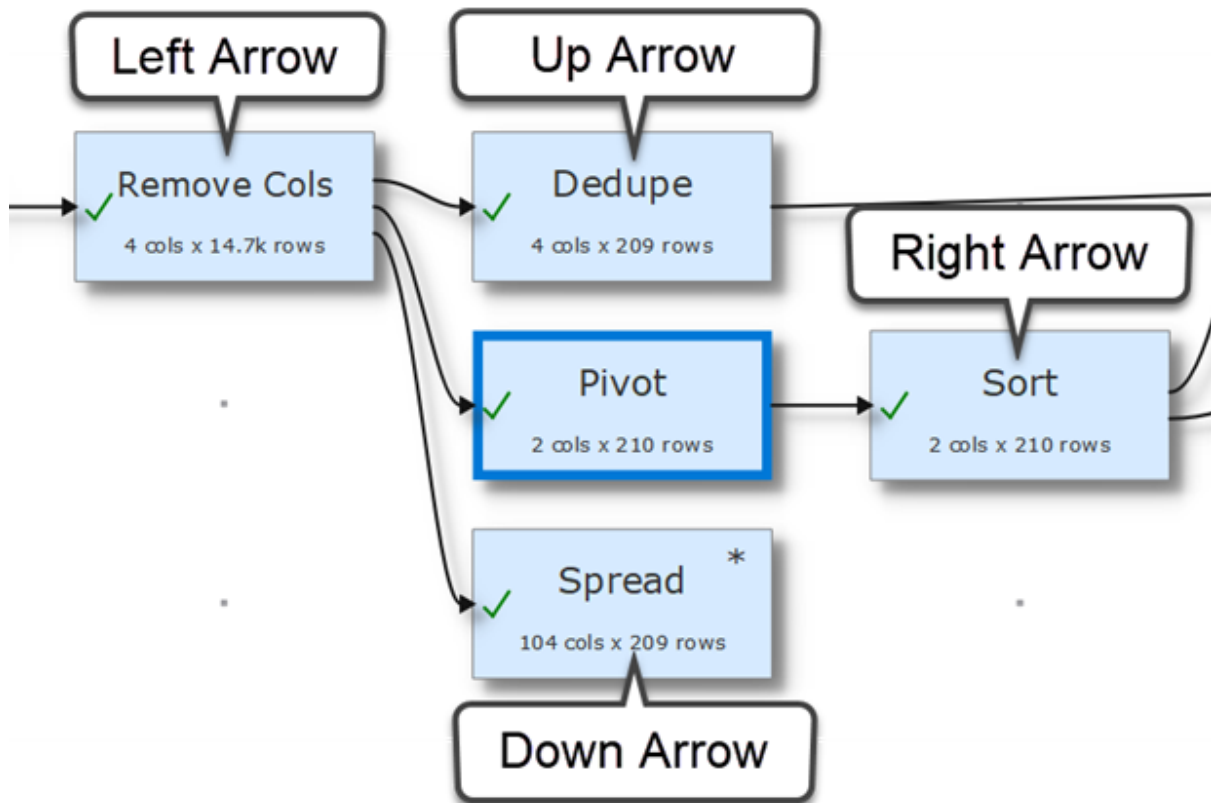 Left Arrow
Up Arrow
Remove Cols
4 cols x 14.7k rows
Dedupe
4 cols x 209 rows
Right Arrow
Pivot
2 cols x 210 rows
Sort
2 cols x 210 rows
Spread *
104 cols x 209 rows
Down Arrow